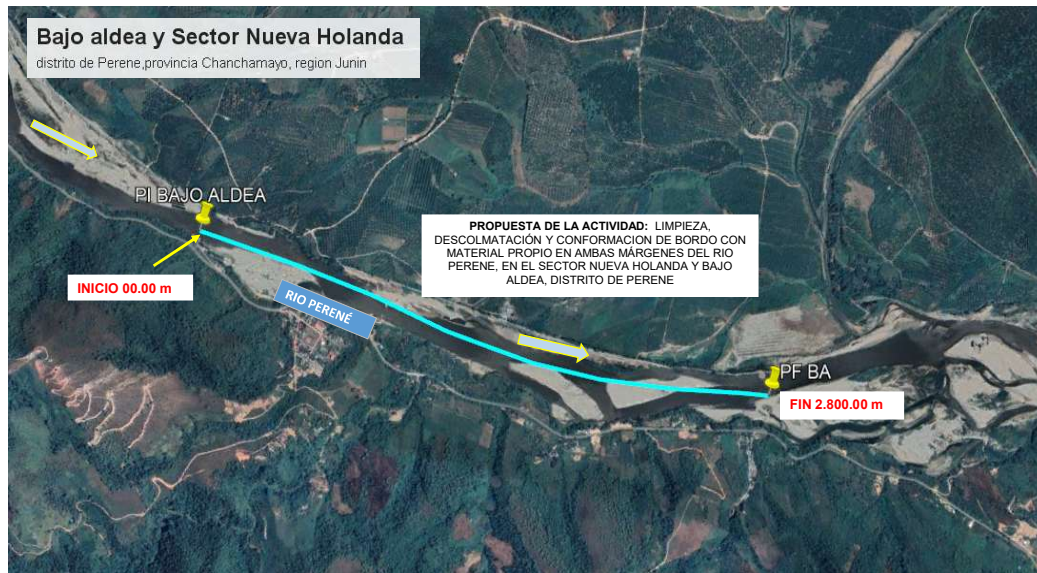 Bajo aldea y Sector Nueva Holanda
distrito de Perene,provincia Chanchamayo, region Junin
PI BAJO ALDEA
PROPUESTA DE LA ACTIVIDAD: LIMPIEZA,
DESCOLMATACIÓN Y CONFORMACION DE BORDO CON
MATERIAL PROPIO EN AMBAS MÁRGENES DEL RIO
PERENE, EN EL SECTOR NUEVA HOLANDA Y BAJO
ALDEA, DISTRITO DE PERENE
INICIO 00.00 m
RIO PERENÉ
PF BA
FIN 2.800.00 m